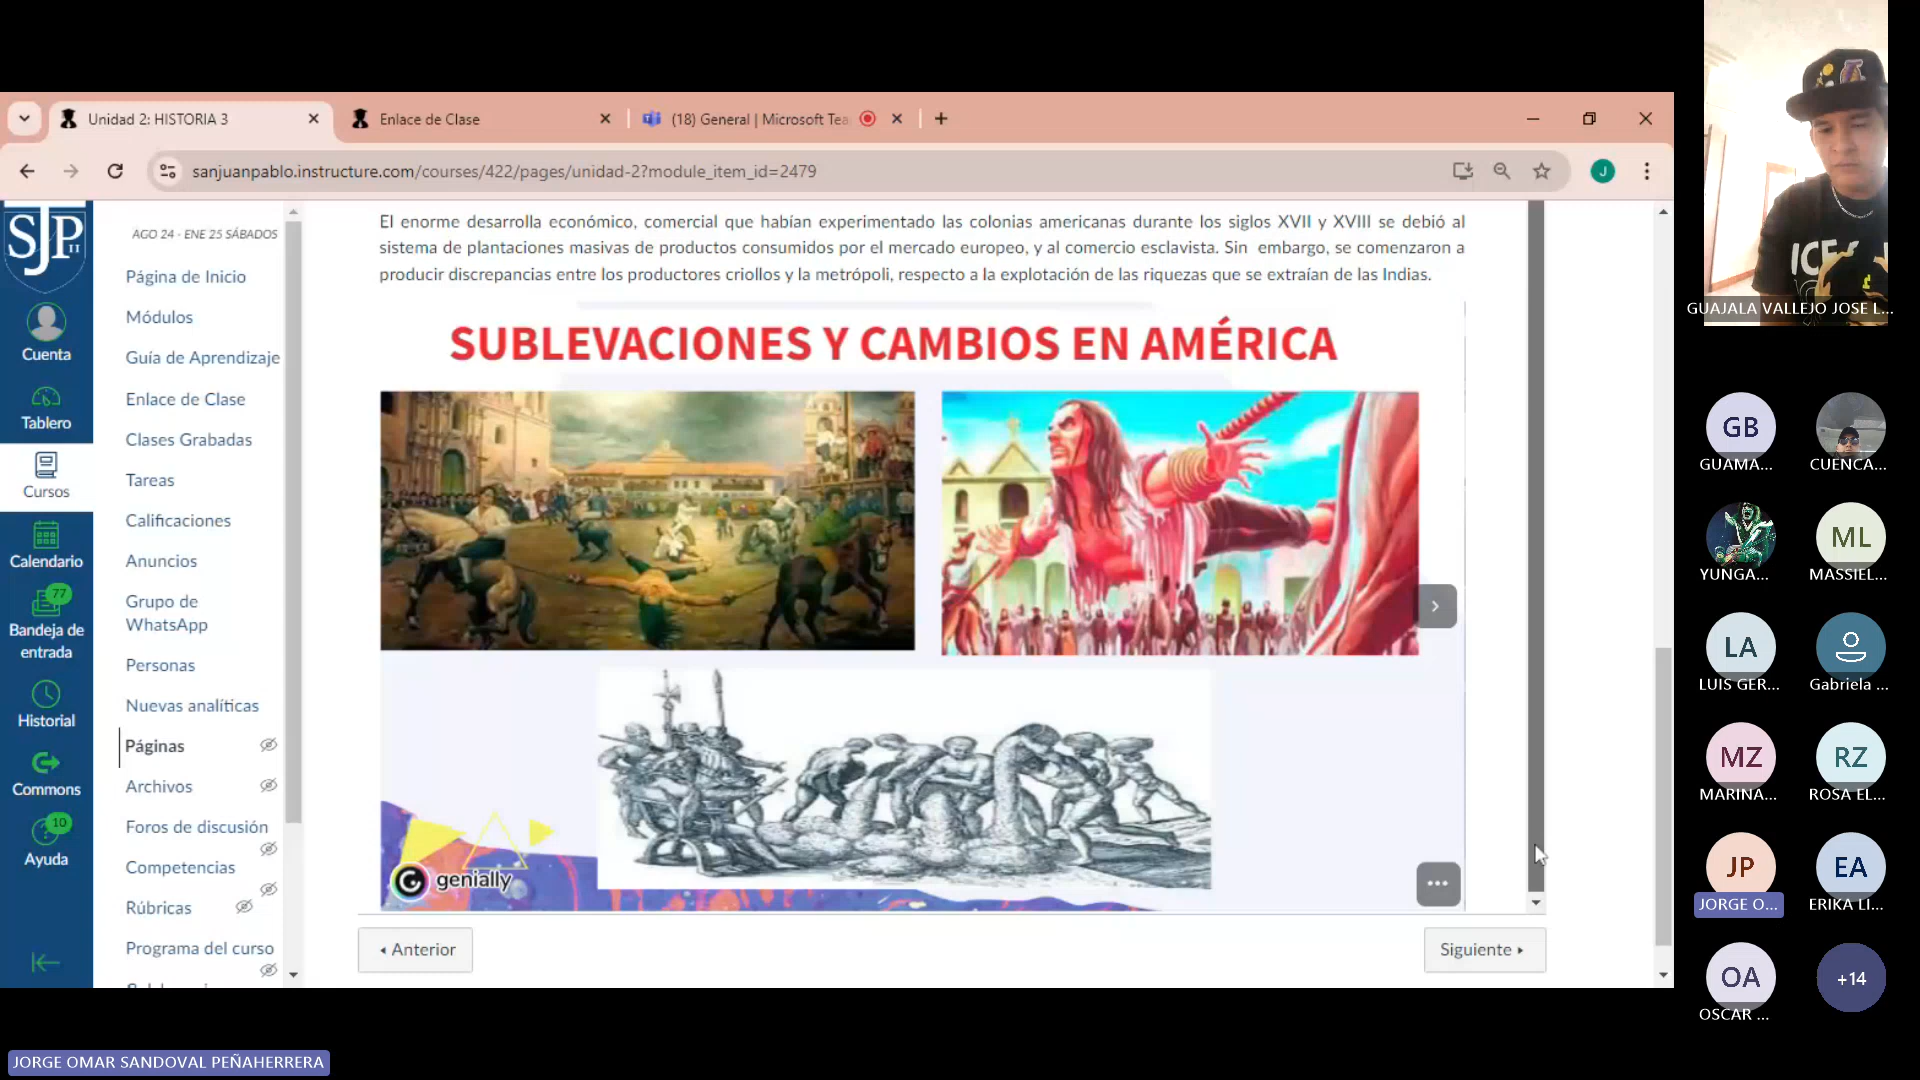 Unidad 2: HISTORIA 3
Enlace de Clase
(18) General | Microsoft Tea
sanjuanpablo.instructure.com/courses/422/pages/unidad-2?module_item_id=2479
J
SJP
II
Cuenta
Tablero
Cursos
Calendario
77
Bandeja de
entrada
Historial
Commons
10
Ayuda
AGO 24 - ENE 25 SÁBADOS
Página de Inicio
Módulos
Guía de Aprendizaje
Enlace de Clase
Clases Grabadas
Tareas
Calificaciones
Anuncios
Grupo de
WhatsApp
Personas
Nuevas analíticas
Páginas
Archivos
Foros de discusión
Competencias
Rúbricas
Programa del curso
El enorme desarrolla económico, comercial que habían experimentado las colonias americanas durante los siglos XVII y XVIII se debió al
sistema de plantaciones masivas de productos consumidos por el mercado europeo, y al comercio esclavista. Sin embargo, se comenzaron a
producir discrepancias entre los productores criollos y la metrópoli, respecto a la explotación de las riquezas que se extraían de las Indias.
SUBLEVACIONES Y CAMBIOS EN AMÉRICA
genially
Anterior
Siguiente
ICE
GUAJALA VALLEJO JOSE L...
GB
GUAMA...
CUENCA...
YUNGA...
ML
MASSIEL...
LA
LUIS GER...
Gabriela ...
MZ
MARINA...
RZ
ROSA EL...
JP
JORGE O...
EA
ERIKA LI...
OA
OSCAR ...
+14
JORGE OMAR SANDOVAL PEÑAHERRERA